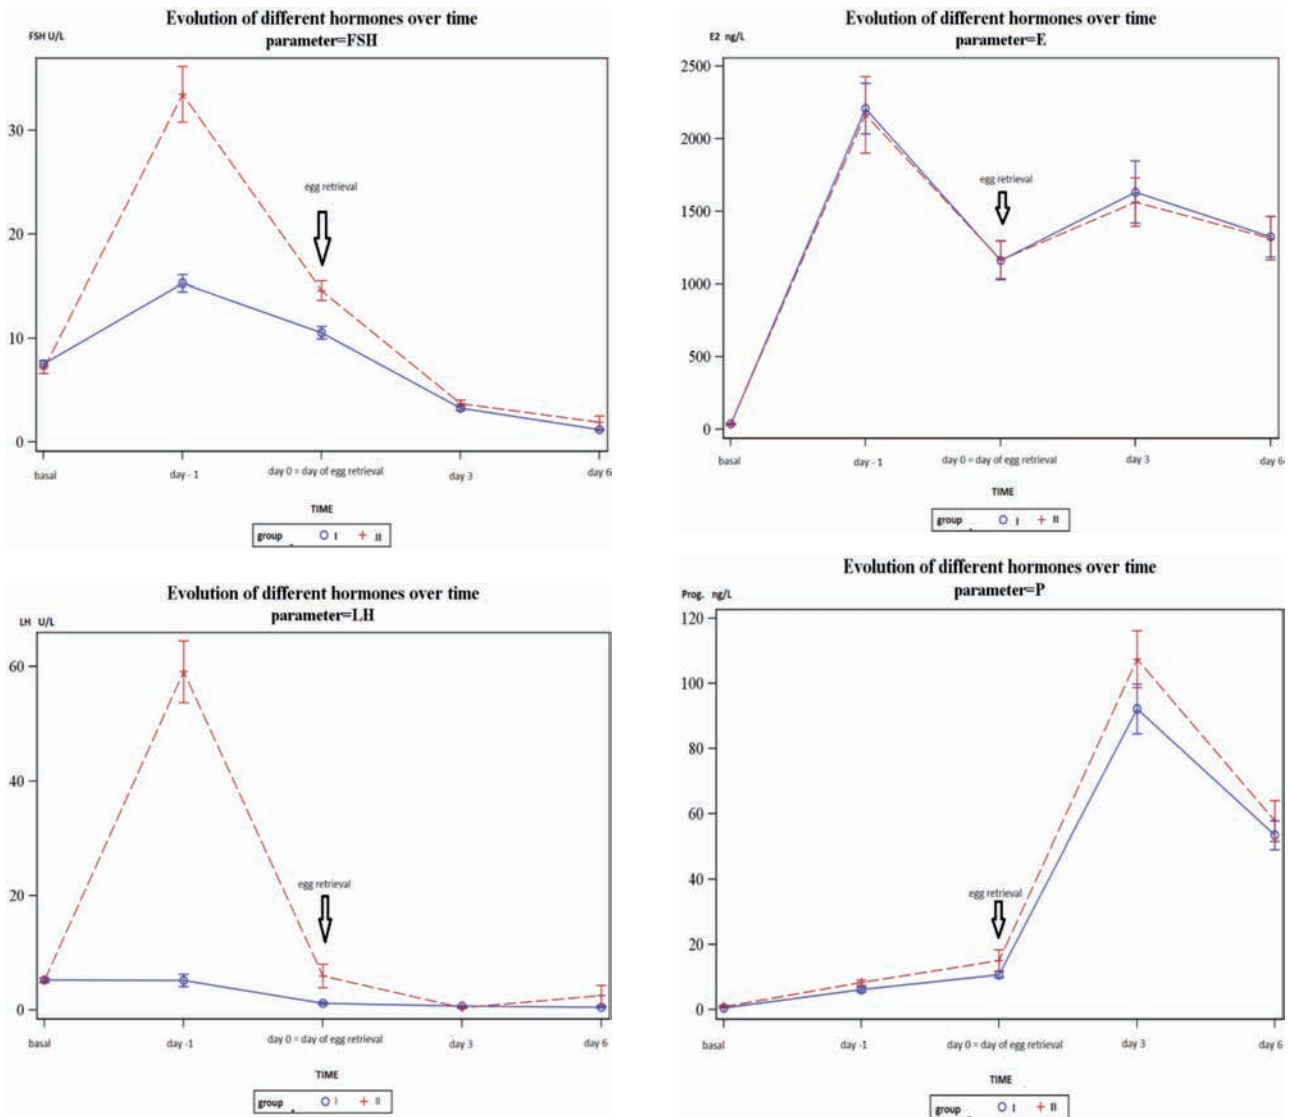 Evolution of different hormones over time
parameter=FSH
FSH U/L
30
20
10
0
egg retrieval
basal
day - 1
day 0 = day of egg retrieval
day 3
day 6
TIME
group I II
Evolution of different hormones over time
parameter=E
E2 ng/L
2500
2000
1500
1000
500
0
egg retrieval
basal
day - 1
day 0 = day of egg retrieval
day 3
day 6
TIME
group I II
Evolution of different hormones over time
parameter=LH
LH U/L
60
40
20
0
egg retrieval
basal
day -1
day 0 = day of egg retrieval
day 3
day 6
TIME
group I II
Evolution of different hormones over time
parameter=P
Prog. ng/L
120
100
80
60
40
20
0
egg retrieval
basal
day -1
day 0 = day of egg retrieval
day 3
day 6
TIME
group I II